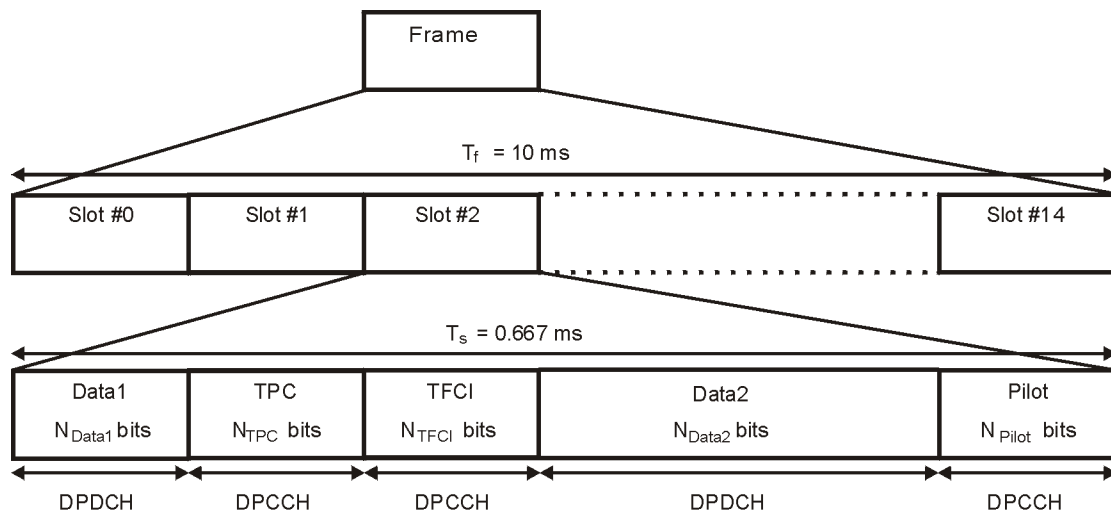 Frame
T_f = 10 ms
Slot #0 Slot #1 Slot #2 Slot #14
T_s = 0.667 ms
Data1 TPC TFCI Data2 Pilot
N_Data1 bits N_TPC bits N_TFCI bits N_Data2 bits N_Pilot bits
DPDCH DPCCH DPCCH DPDCH DPCCH